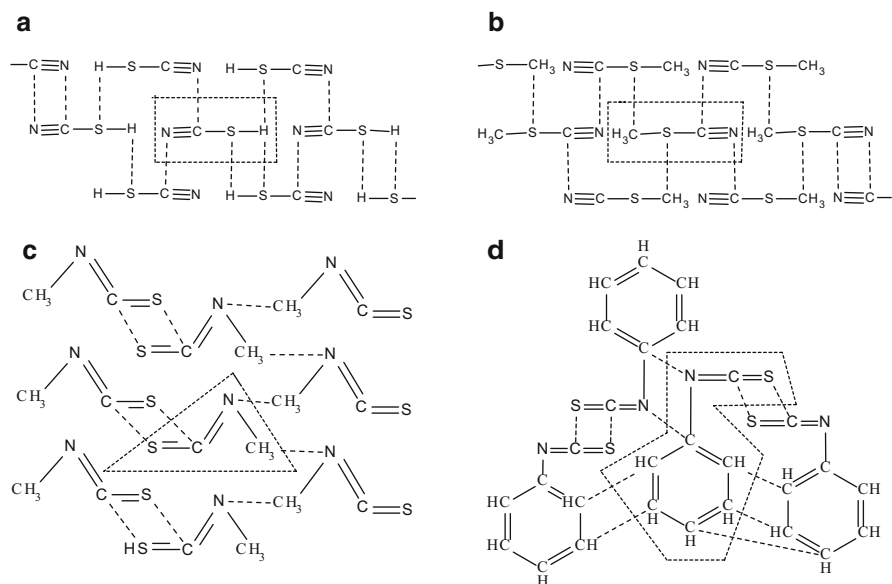 a
C≡N H—S—C≡N H—S—C≡N
N≡C—S—H N≡C—S—H N≡C—S—H
H—S—C≡N H—S—C≡N H—S
b
S—CH3 N≡C—S—CH3 N≡C—S—CH3
H3C—S—C≡N H3C—S—C≡N H3C—S—C≡N
N≡C—S—CH3 N≡C—S—CH3 N≡C
c
N N
CH3 C=S N CH3 C=S
S=C CH3
N N
CH3 C=S N CH3 C=S
S=C CH3
N N
CH3 C=S N CH3 C=S
HS=C CH3
d
H
C
HC CH
HC CH
C
N=C=S
S=C=N S=C=N
N=C=S C
C HC CH H C
HC CH HC CH C CH
HC CH C HC CH
C H C
H H